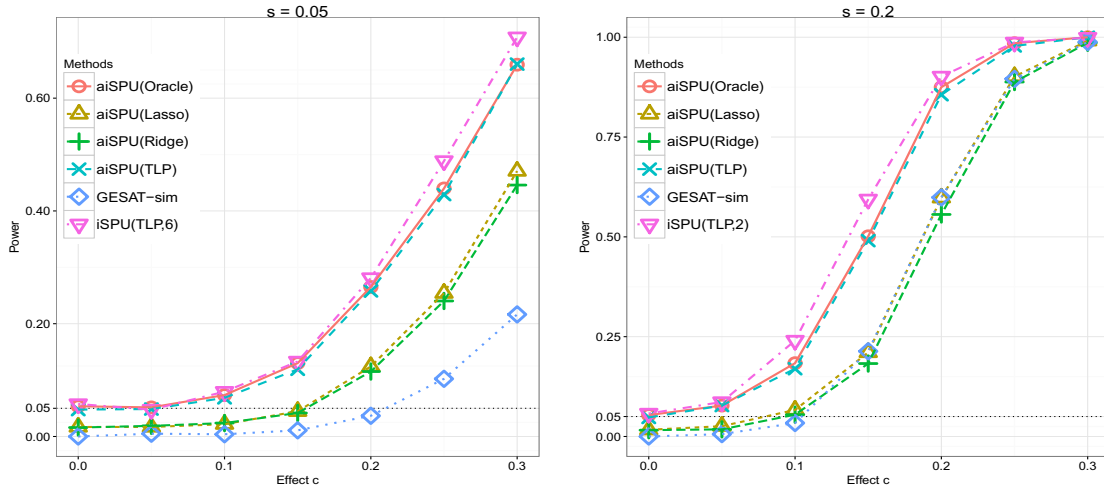 s = 0.05
Methods
aiSPU(Oracle)
aiSPU(Lasso)
aiSPU(Ridge)
aiSPU(TLP)
GESAT−sim
iSPU(TLP,6)
Power
0.60
0.40
0.20
0.05
0.00
0.0
0.1
0.2
0.3
Effect c
s = 0.2
Methods
aiSPU(Oracle)
aiSPU(Lasso)
aiSPU(Ridge)
aiSPU(TLP)
GESAT−sim
iSPU(TLP,2)
Power
1.00
0.75
0.50
0.25
0.05
0.00
0.0
0.1
0.2
0.3
Effect c